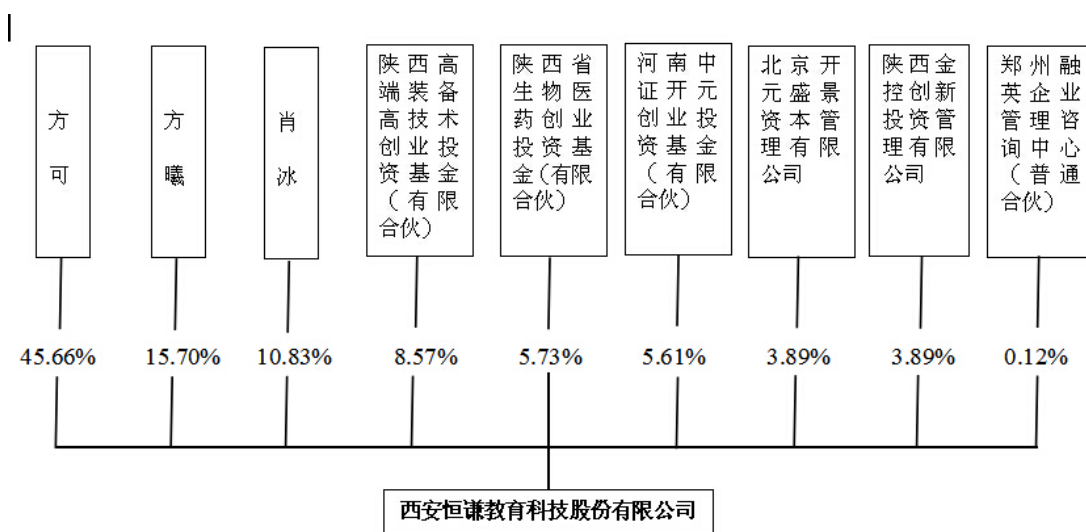 方
可
方
曦
肖
冰
陕西高
端装备
高技术
创业投
资基金
（有限
合伙）
陕西省
生物医
药创业
投资基
金（有限
合伙）
河南中
证开元
创业投
资基金
（有限
合伙）
北京开
元盛景
资本管
理有限
公司
陕西金
控创新
投资管
理有限
公司
郑州融
英企业
管理咨
询中心
（普通
合伙）
45.66%
15.70%
10.83%
8.57%
5.73%
5.61%
3.89%
3.89%
0.12%
西安恒谦教育科技股份有限公司